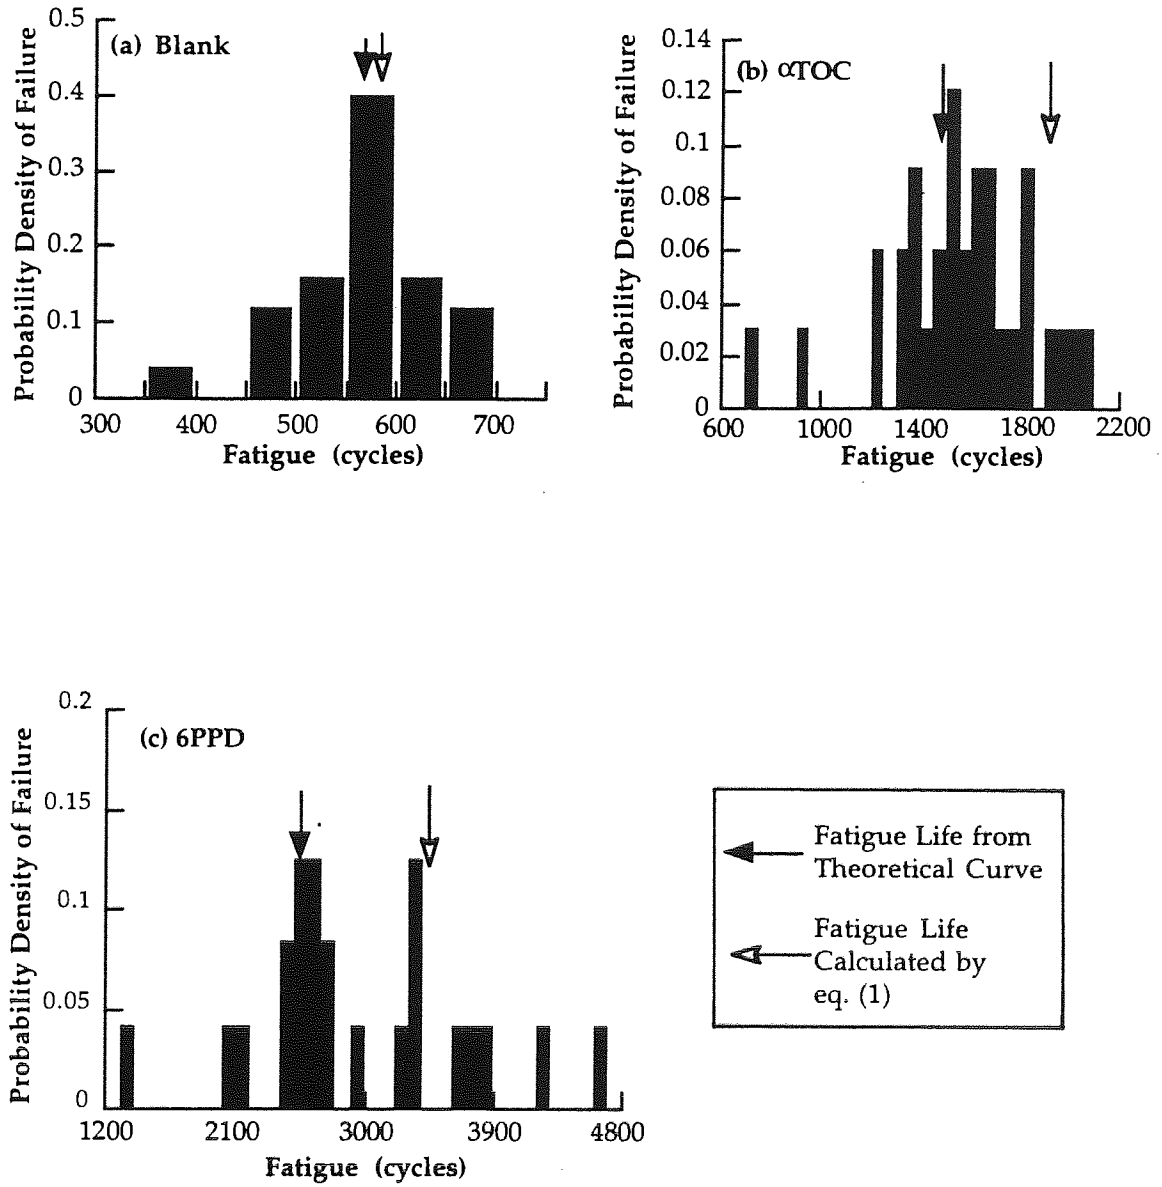 (a) Blank
Probability Density of Failure
0.5
0.4
0.3
0.2
0.1
0
300 400 500 600 700
Fatigue (cycles)
(b) αTOC
Probability Density of Failure
0.14
0.12
0.1
0.08
0.06
0.04
0.02
0
600 1000 1400 1800 2200
Fatigue (cycles)
(c) 6PPD
Probability Density of Failure
0.2
0.15
0.1
0.05
0
1200 2100 3000 3900 4800
Fatigue (cycles)
Fatigue Life from
Theoretical Curve
Fatigue Life
Calculated by
eq. (1)